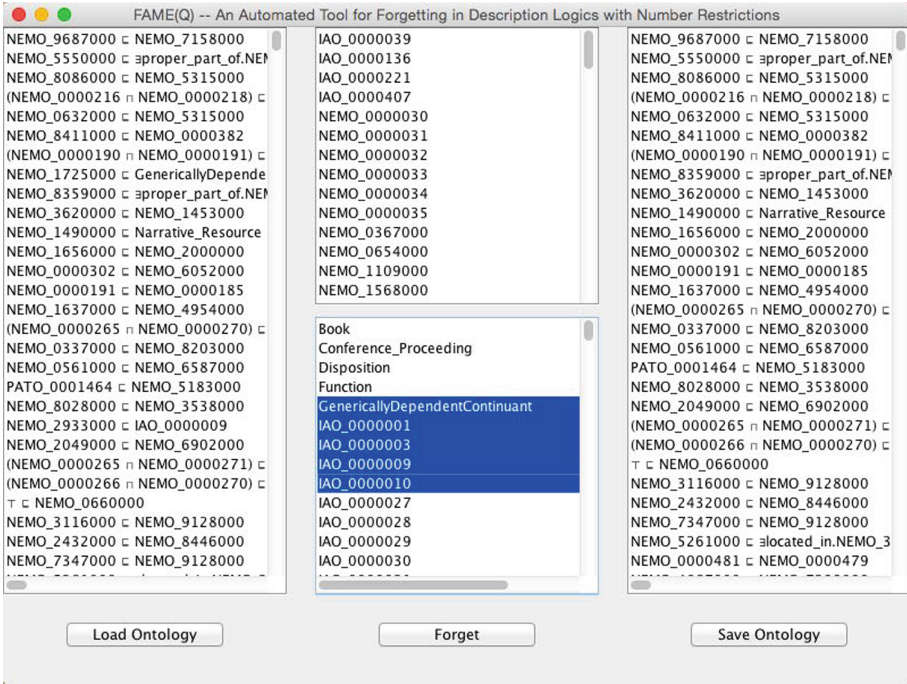 FAME(Q) -- An Automated Tool for Forgetting in Description Logics with Number Restrictions
NEMO_9687000 ⊑ NEMO_7158000
NEMO_5550000 ⊑ ∃proper_part_of.NEM
NEMO_8086000 ⊑ NEMO_5315000
(NEMO_0000216 ⊓ NEMO_0000218) ⊑
NEMO_0632000 ⊑ NEMO_5315000
NEMO_8411000 ⊑ NEMO_0000382
(NEMO_0000190 ⊓ NEMO_0000191) ⊑
NEMO_1725000 ⊑ GenericallyDepende
NEMO_8359000 ⊑ ∃proper_part_of.NEM
NEMO_3620000 ⊑ NEMO_1453000
NEMO_1490000 ⊑ Narrative_Resource
NEMO_1656000 ⊑ NEMO_2000000
NEMO_0000302 ⊑ NEMO_6052000
NEMO_0000191 ⊑ NEMO_0000185
NEMO_1637000 ⊑ NEMO_4954000
(NEMO_0000265 ⊓ NEMO_0000270) ⊑
NEMO_0337000 ⊑ NEMO_8203000
NEMO_0561000 ⊑ NEMO_6587000
PATO_0001464 ⊑ NEMO_5183000
NEMO_8028000 ⊑ NEMO_3538000
NEMO_2933000 ⊑ IAO_0000009
NEMO_2049000 ⊑ NEMO_6902000
(NEMO_0000265 ⊓ NEMO_0000271) ⊑
(NEMO_0000266 ⊓ NEMO_0000270) ⊑
⊤ ⊑ NEMO_0660000
NEMO_3116000 ⊑ NEMO_9128000
NEMO_2432000 ⊑ NEMO_8446000
NEMO_7347000 ⊑ NEMO_9128000
IAO_0000039
IAO_0000136
IAO_0000221
IAO_0000407
NEMO_0000030
NEMO_0000031
NEMO_0000032
NEMO_0000033
NEMO_0000034
NEMO_0000035
NEMO_0367000
NEMO_0654000
NEMO_1109000
NEMO_1568000
Book
Conference_Proceeding
Disposition
Function
GenericallyDependentContinuant
IAO_0000001
IAO_0000003
IAO_0000009
IAO_0000010
IAO_0000027
IAO_0000028
IAO_0000029
IAO_0000030
NEMO_9687000 ⊑ NEMO_7158000
NEMO_5550000 ⊑ ∃proper_part_of.NEM
NEMO_8086000 ⊑ NEMO_5315000
(NEMO_0000216 ⊓ NEMO_0000218) ⊑
NEMO_0632000 ⊑ NEMO_5315000
NEMO_8411000 ⊑ NEMO_0000382
(NEMO_0000190 ⊓ NEMO_0000191) ⊑
NEMO_8359000 ⊑ ∃proper_part_of.NEM
NEMO_3620000 ⊑ NEMO_1453000
NEMO_1490000 ⊑ Narrative_Resource
NEMO_1656000 ⊑ NEMO_2000000
NEMO_0000302 ⊑ NEMO_6052000
NEMO_0000191 ⊑ NEMO_0000185
NEMO_1637000 ⊑ NEMO_4954000
(NEMO_0000265 ⊓ NEMO_0000270) ⊑
NEMO_0337000 ⊑ NEMO_8203000
NEMO_0561000 ⊑ NEMO_6587000
PATO_0001464 ⊑ NEMO_5183000
NEMO_8028000 ⊑ NEMO_3538000
NEMO_2049000 ⊑ NEMO_6902000
(NEMO_0000265 ⊓ NEMO_0000271) ⊑
(NEMO_0000266 ⊓ NEMO_0000270) ⊑
⊤ ⊑ NEMO_0660000
NEMO_3116000 ⊑ NEMO_9128000
NEMO_2432000 ⊑ NEMO_8446000
NEMO_7347000 ⊑ NEMO_9128000
NEMO_5261000 ⊑ ∃located_in.NEMO_3
NEMO_0000481 ⊑ NEMO_0000479
Load Ontology
Forget
Save Ontology